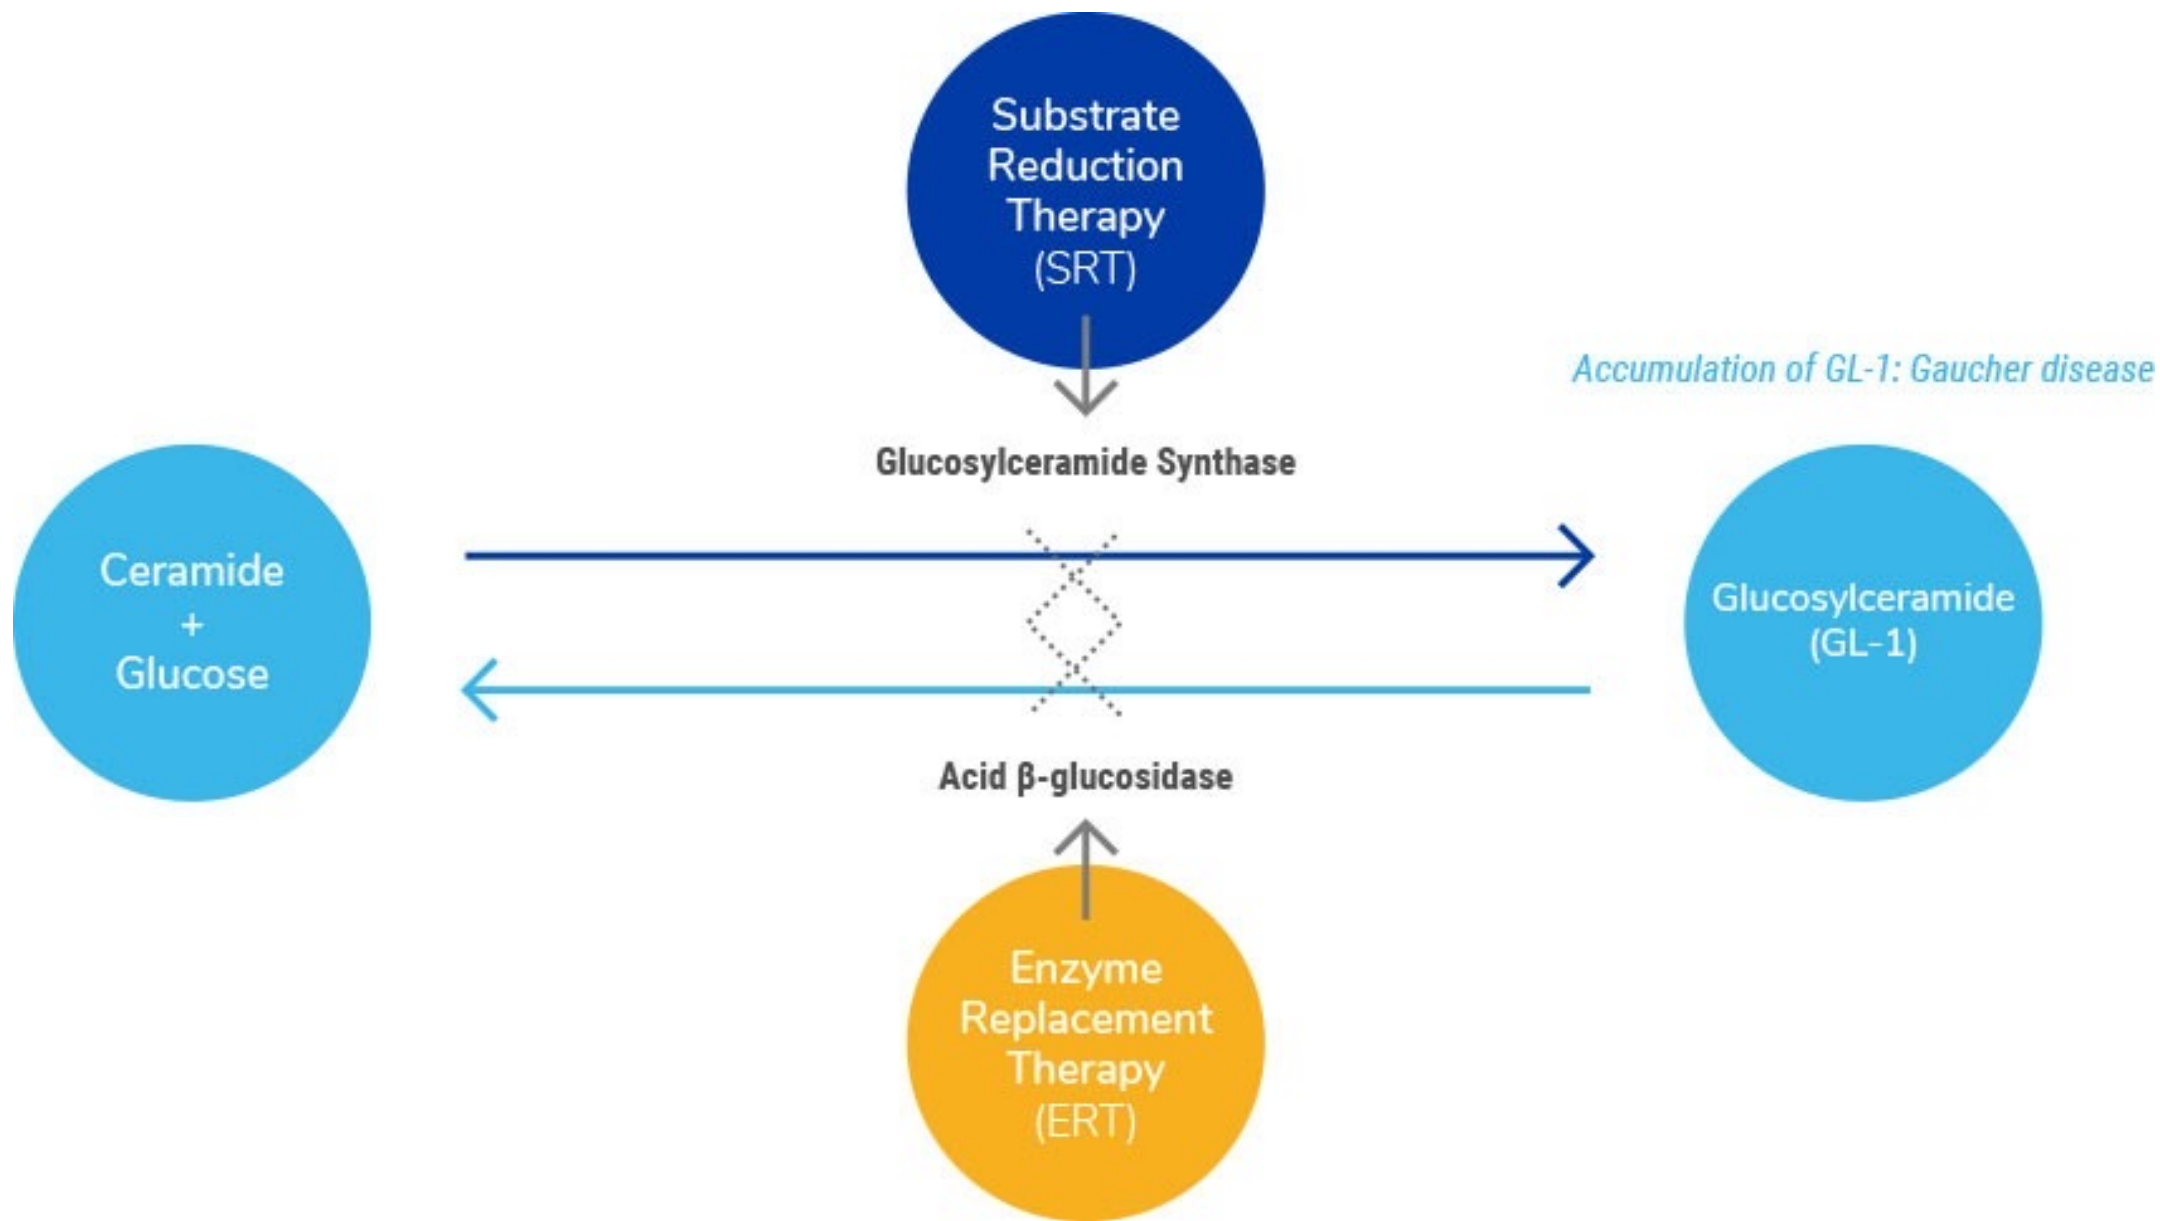 Substrate
Reduction
Therapy
(SRT)
Accumulation of GL-1: Gaucher disease
Glucosylceramide Synthase
Ceramide
+
Glucose
Glucosylceramide
(GL-1)
Acid β-glucosidase
Enzyme
Replacement
Therapy
(ERT)